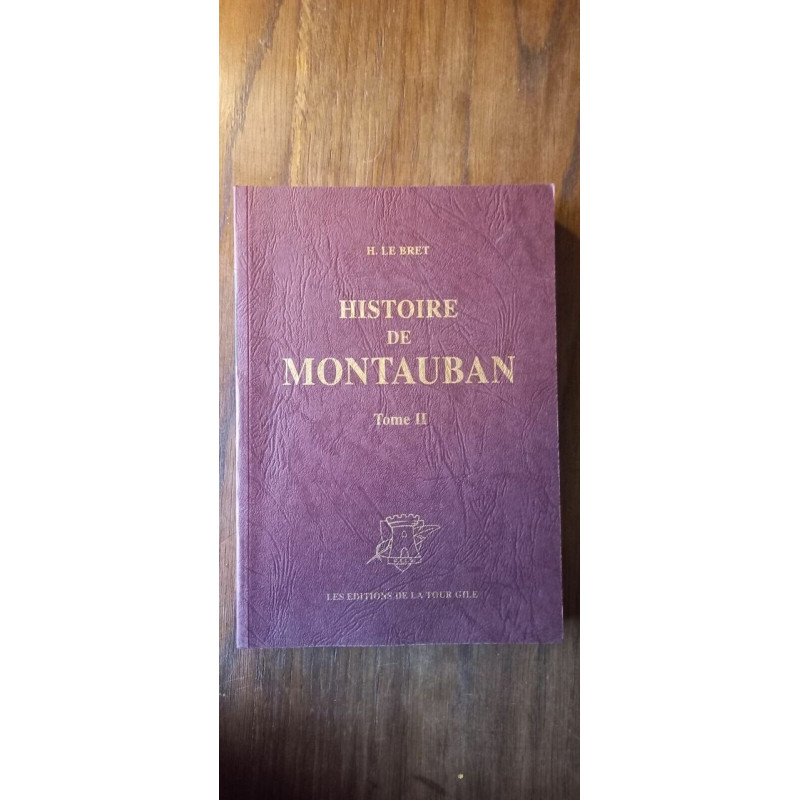 H. LE BRET
HISTOIRE
DE
MONTAUBAN
Tome II
LES EDITIONS DE LA TOUR GILE